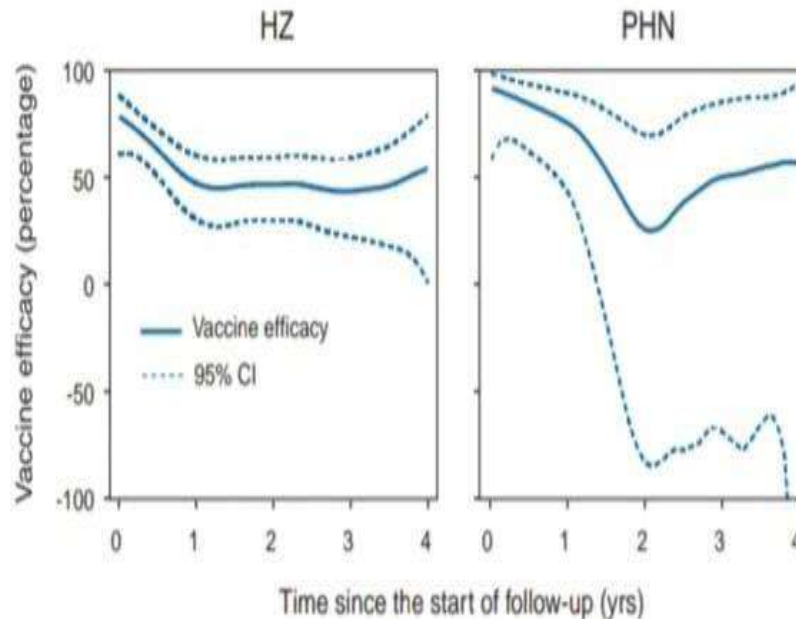 HZ
PHN
Vaccine efficacy (percentage)
100
50
0
-50
-100
Vaccine efficacy
95% CI
0 1 2 3 4
0 1 2 3 4
Time since the start of follow-up (yrs)